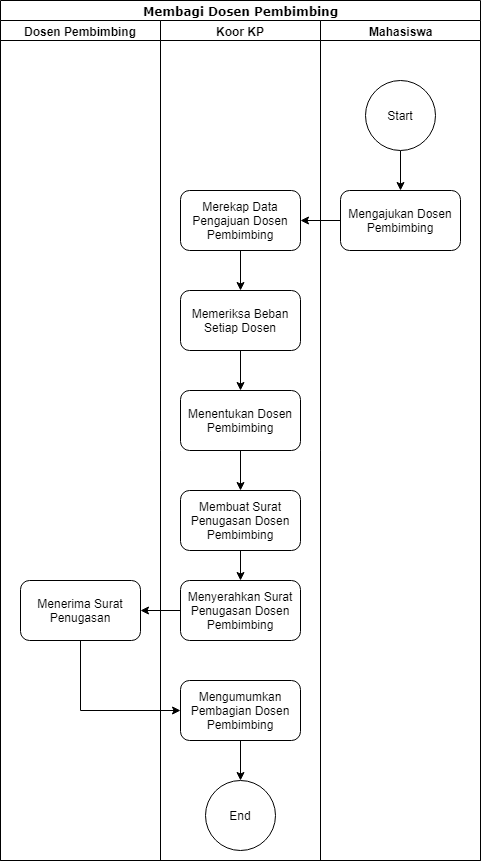 Membagi Dosen Pembimbing
Dosen Pembimbing
Koor KP
Mahasiswa
Start
Mengajukan Dosen
Pembimbing
Merekap Data
Pengajuan Dosen
Pembimbing
Memeriksa Beban
Setiap Dosen
Menentukan Dosen
Pembimbing
Membuat Surat
Penugasan Dosen
Pembimbing
Menyerahkan Surat
Penugasan Dosen
Pembimbing
Menerima Surat
Penugasan
Mengumumkan
Pembagian Dosen
Pembimbing
End